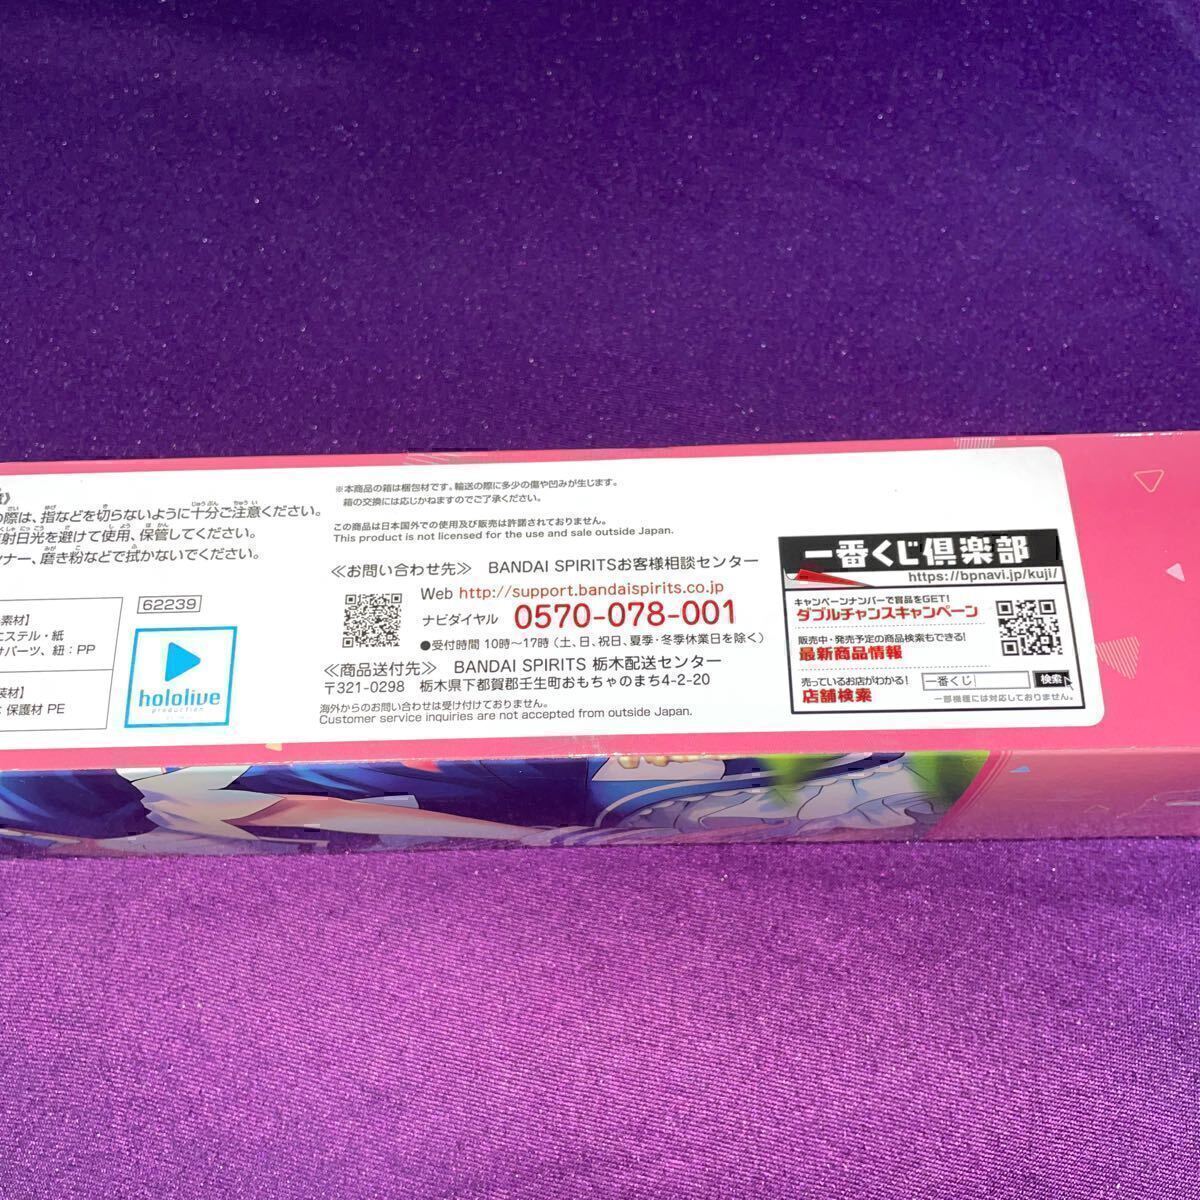 の際は、指などを切らないように十分ご注意ください。
射日光を避けて使用、保管してください。
ンナー、磨き粉などで拭かないでください。
素材】
エステル・紙
パーツ、紐:PP
装材】
保護材 PE
62239
hololive
production
※本商品の箱は梱包材です。輸送の際に多少の傷や凹みが生じます。
箱の交換には応じかねますのでご了承ください。
この商品は日本国外での使用及び販売は許諾されておりません。
This product is not licensed for the use and sale outside Japan.
≪お問い合わせ先≫ BANDAI SPIRITSお客様相談センター
Web http://support.bandaispirits.co.jp
ナビダイヤル 0570-078-001
●受付時間 10時〜17時(土、日、祝日、夏季・冬季休業日を除く)
≪商品送付先≫ BANDAI SPIRITS 栃木配送センター
〒321-0298 栃木県下都賀郡壬生町おもちゃのまち4-2-20
海外からのお問い合わせは受け付けておりません。
Customer service inquiries are not accepted from outside Japan.
一番くじ倶楽部
https://bpnavi.jp/kuji/
キャンペーンナンバーで賞品をGET!
ダブルチャンスキャンペーン
販売中・発売予定の商品検索もできる!
最新商品情報
売っているお店がわかる!
店舗検索
一番くじ 検索
一部機種には対応しておりません。